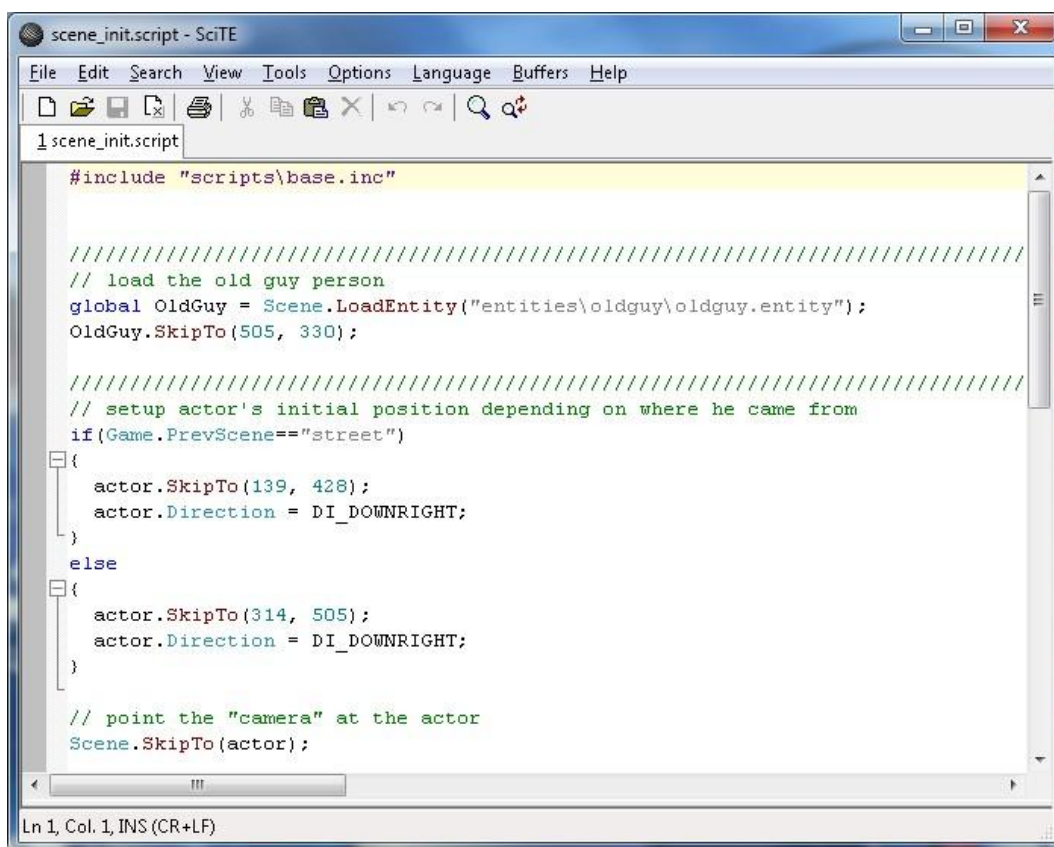 scene_init.script - SciTE
File Edit Search View Tools Options Language Buffers Help
1 scene_init.script
#include "scripts\base.inc"
////////////////////////////////////////////////////////////////////////////////
// load the old guy person
global OldGuy = Scene.LoadEntity("entities\oldguy\oldguy.entity");
OldGuy.SkipTo(505, 330);
////////////////////////////////////////////////////////////////////////////////
// setup actor's initial position depending on where he came from
if(Game.PrevScene=="street")
{
  actor.SkipTo(139, 428);
  actor.Direction = DI_DOWNRIGHT;
}
else
{
  actor.SkipTo(314, 505);
  actor.Direction = DI_DOWNRIGHT;
}
// point the "camera" at the actor
Scene.SkipTo(actor);
Ln 1, Col. 1, INS (CR+LF)